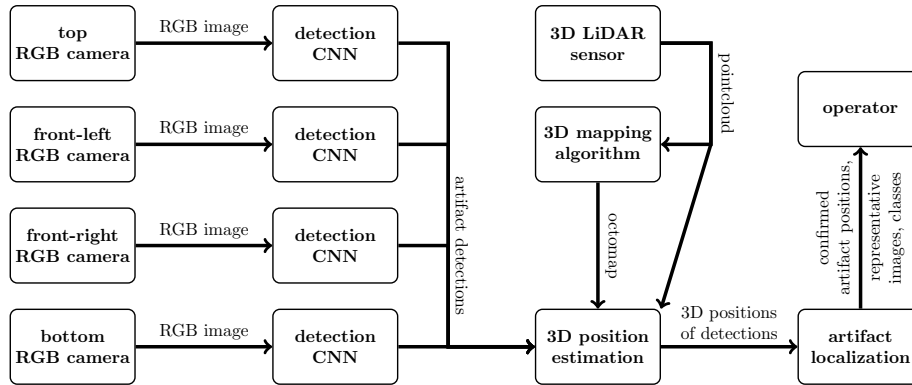 top
RGB camera
RGB image
detection
CNN
3D LiDAR
sensor
pointcloud
front-left
RGB camera
RGB image
detection
CNN
3D mapping
algorithm
operator
front-right
RGB camera
RGB image
detection
CNN
artifact detections
octomap
confirmed
artifact positions,
representative
images, classes
bottom
RGB camera
RGB image
detection
CNN
3D position
estimation
3D positions
of detections
artifact
localization